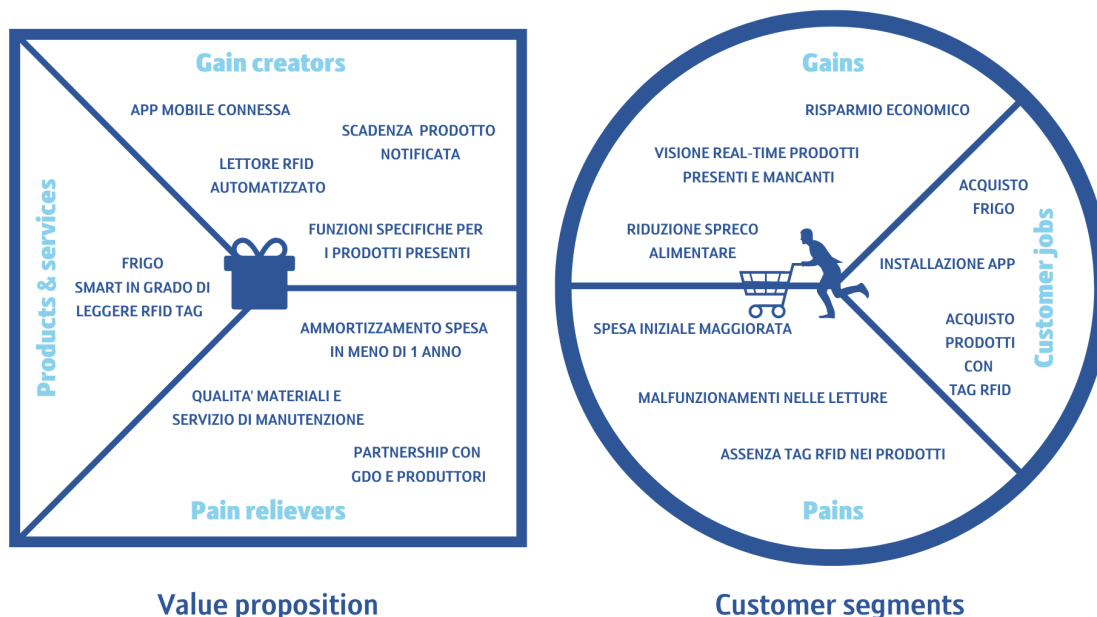 Gain creators
APP MOBILE CONNESSA
SCADENZA PRODOTTO
NOTIFICATA
LETTORE RFID
AUTOMATIZZATO
FUNZIONI SPECIFICHE PER
I PRODOTTI PRESENTI
Products & services
FRIGO
SMART IN GRADO DI
LEGGERE RFID TAG
AMMORTIZZAMENTO SPESA
IN MENO DI 1 ANNO
QUALITA' MATERIALI E
SERVIZIO DI MANUTENZIONE
PARTNERSHIP CON
GDO E PRODUTTORI
Pain relievers
Value proposition
Gains
RISPARMIO ECONOMICO
VISIONE REAL-TIME PRODOTTI
PRESENTI E MANCANTI
RIDUZIONE SPRECO
ALIMENTARE
ACQUISTO
FRIGO
INSTALLAZIONE APP
ACQUISTO
PRODOTTI
CON
TAG RFID
Customer jobs
SPESA INIZIALE MAGGIORATA
MALFUNZIONAMENTI NELLE LETTURE
ASSENZA TAG RFID NEI PRODOTTI
Pains
Customer segments